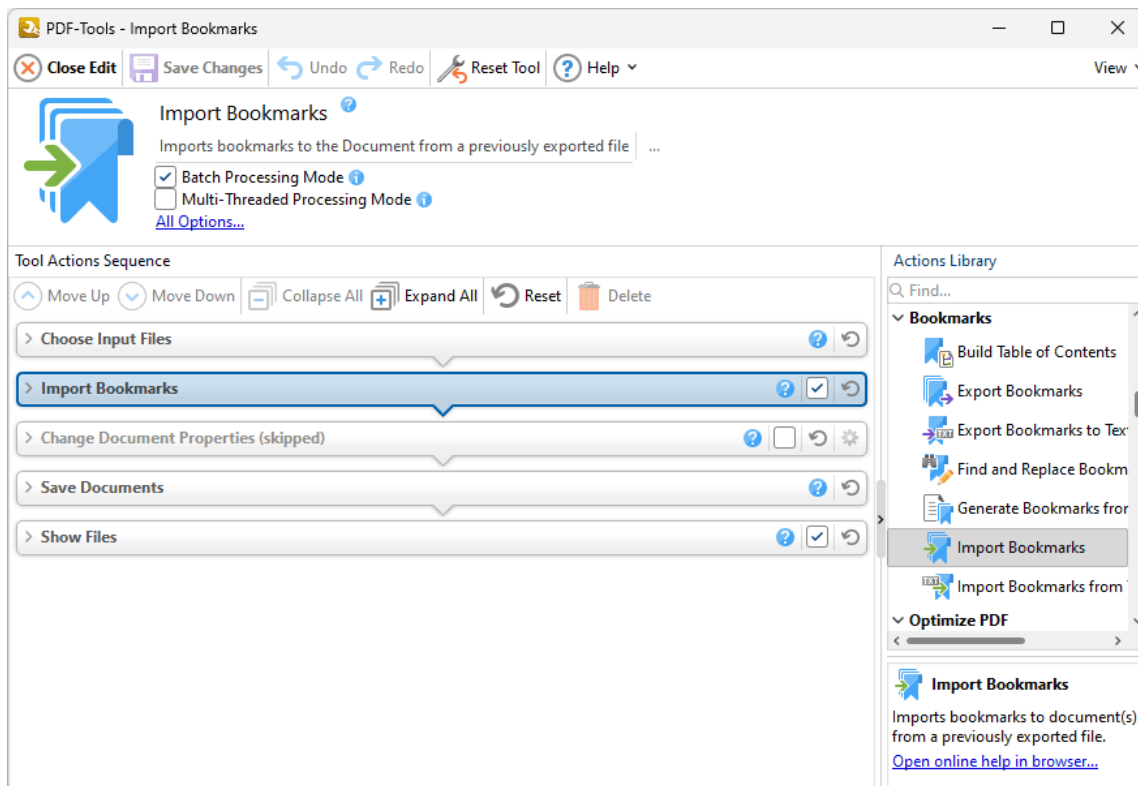 PDF-Tools - Import Bookmarks
Close Edit Save Changes Undo Redo Reset Tool ? Help View
Import Bookmarks ?
Imports bookmarks to the Document from a previously exported file ...
Batch Processing Mode i
Multi-Threaded Processing Mode i
All Options...
Tool Actions Sequence
Move Up Move Down Collapse All Expand All Reset Delete
Choose Input Files ?
Import Bookmarks ?
Change Document Properties (skipped) ?
Save Documents ?
Show Files ?
Actions Library
Find...
Bookmarks
Build Table of Contents
Export Bookmarks
TXT Export Bookmarks to Tex
Find and Replace Bookm
Generate Bookmarks from
Import Bookmarks
TXT Import Bookmarks from
Optimize PDF
Import Bookmarks
Imports bookmarks to document(s)
from a previously exported file.
Open online help in browser...